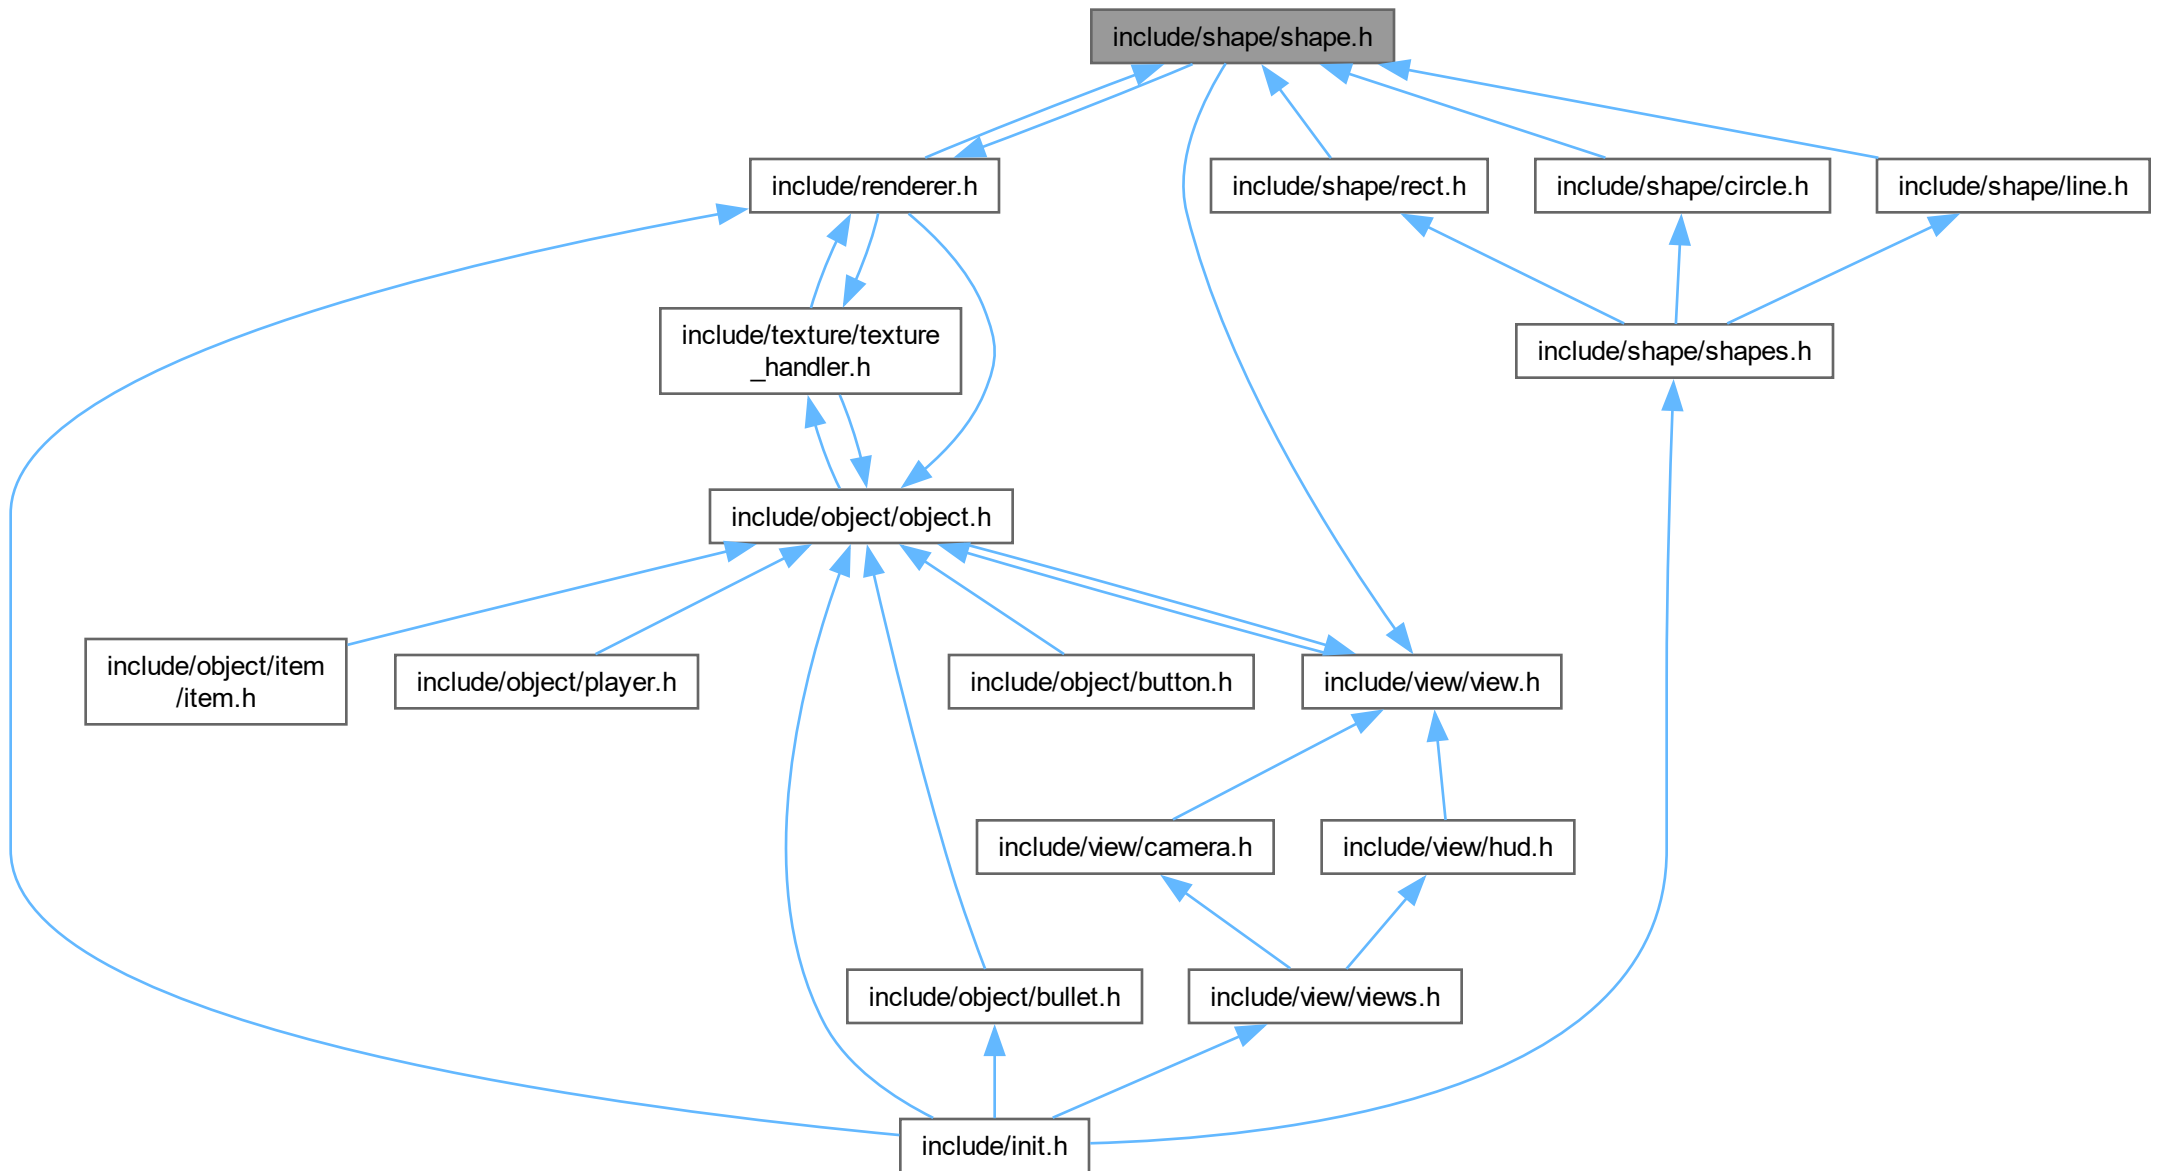 include/shape/shape.h
include/renderer.h
include/shape/rect.h
include/shape/circle.h
include/shape/line.h
include/texture/texture
_handler.h
include/shape/shapes.h
include/object/object.h
include/object/item
/item.h
include/object/player.h
include/object/button.h
include/view/view.h
include/view/camera.h
include/view/hud.h
include/object/bullet.h
include/view/views.h
include/init.h